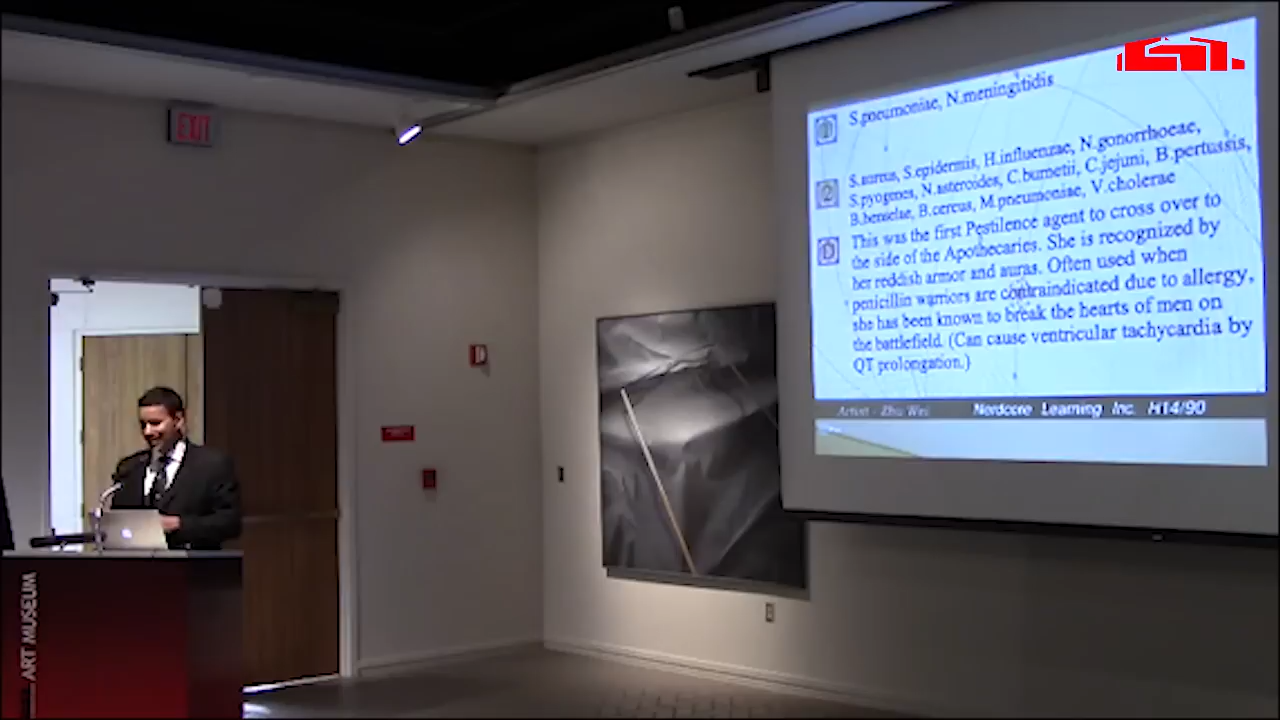 EXIT
S.pneumoniae, N.meningitidis
2
S.aureus, S.epidermis, H.influenzae, N.gonorrhoeae,
S.pyogenes, N.asteroides, C.burnetii, C.jejuni, B.pertussis,
B.henselae, B.cereus, M.pneumoniae, V.cholerae
D
This was the first Pestilence agent to cross over to
the side of the Apothecaries. She is recognized by
her reddish armor and auras. Often used when
penicillin warriors are contraindicated due to allergy,
she has been known to break the hearts of men on
the battlefield. (Can cause ventricular tachycardia by
QT prolongation.)
Artist - Zhu Wei
Nerdcore Learning Inc. H14/90
ART MUSEUM